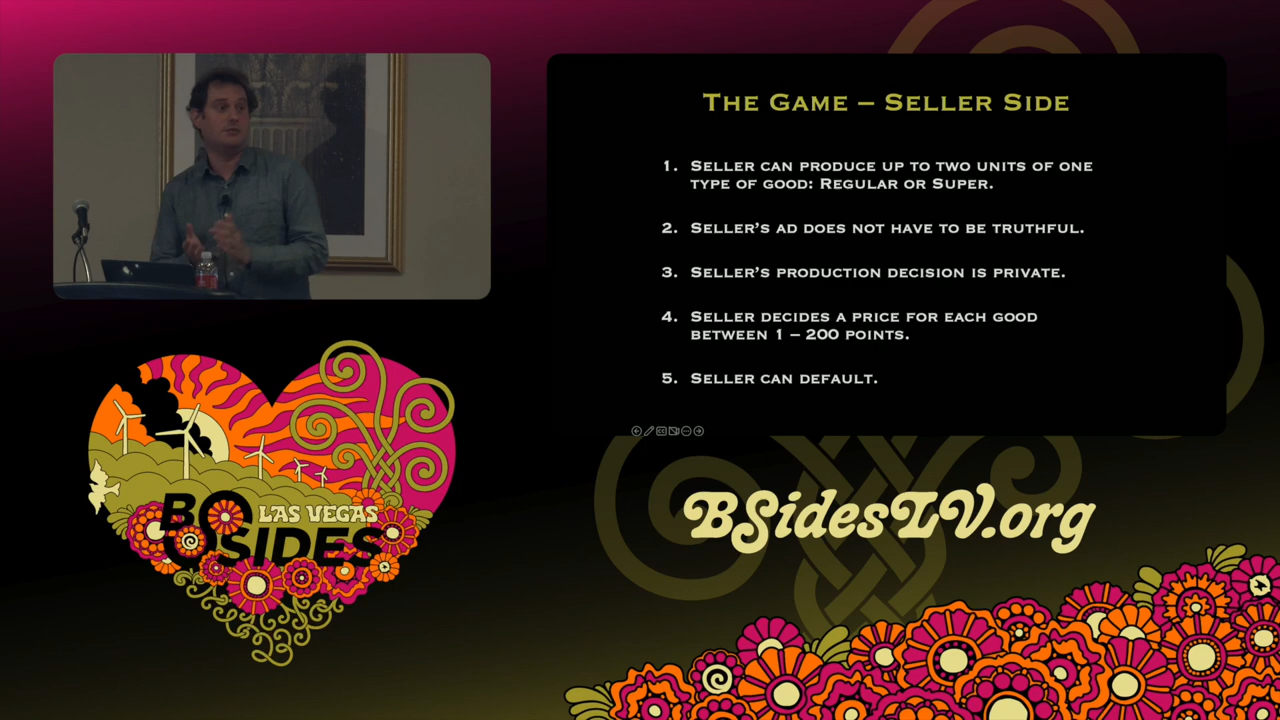 THE GAME – SELLER SIDE
1. SELLER CAN PRODUCE UP TO TWO UNITS OF ONE
TYPE OF GOOD: REGULAR OR SUPER.
2. SELLER'S AD DOES NOT HAVE TO BE TRUTHFUL.
3. SELLER'S PRODUCTION DECISION IS PRIVATE.
4. SELLER DECIDES A PRICE FOR EACH GOOD
BETWEEN 1 – 200 POINTS.
5. SELLER CAN DEFAULT.
BSidesLV.org
LAS VEGAS
BSIDES